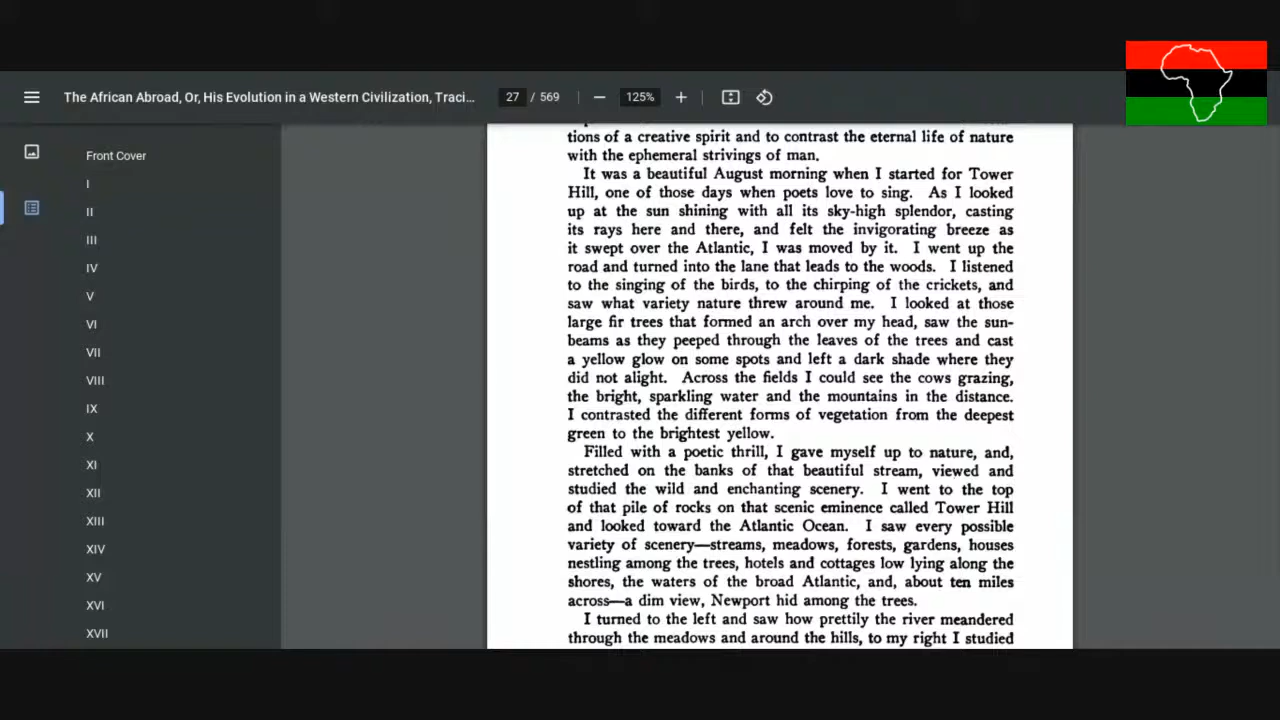 The African Abroad, Or, His Evolution in a Western Civilization, Traci...
27 / 569
125%
Front Cover
I
II
III
IV
V
VI
VII
VIII
IX
X
XI
XII
XIII
XIV
XV
XVI
XVII
tions of a creative spirit and to contrast the eternal life of nature
with the ephemeral strivings of man.
It was a beautiful August morning when I started for Tower
Hill, one of those days when poets love to sing. As I looked
up at the sun shining with all its sky-high splendor, casting
its rays here and there, and felt the invigorating breeze as
it swept over the Atlantic, I was moved by it. I went up the
road and turned into the lane that leads to the woods. I listened
to the singing of the birds, to the chirping of the crickets, and
saw what variety nature threw around me. I looked at those
large fir trees that formed an arch over my head, saw the sun-
beams as they peeped through the leaves of the trees and cast
a yellow glow on some spots and left a dark shade where they
did not alight. Across the fields I could see the cows grazing,
the bright, sparkling water and the mountains in the distance.
I contrasted the different forms of vegetation from the deepest
green to the brightest yellow.
Filled with a poetic thrill, I gave myself up to nature, and,
stretched on the banks of that beautiful stream, viewed and
studied the wild and enchanting scenery. I went to the top
of that pile of rocks on that scenic eminence called Tower Hill
and looked toward the Atlantic Ocean. I saw every possible
variety of scenery—streams, meadows, forests, gardens, houses
nestling among the trees, hotels and cottages low lying along the
shores, the waters of the broad Atlantic, and, about ten miles
across—a dim view, Newport hid among the trees.
I turned to the left and saw how prettily the river meandered
through the meadows and around the hills, to my right I studied